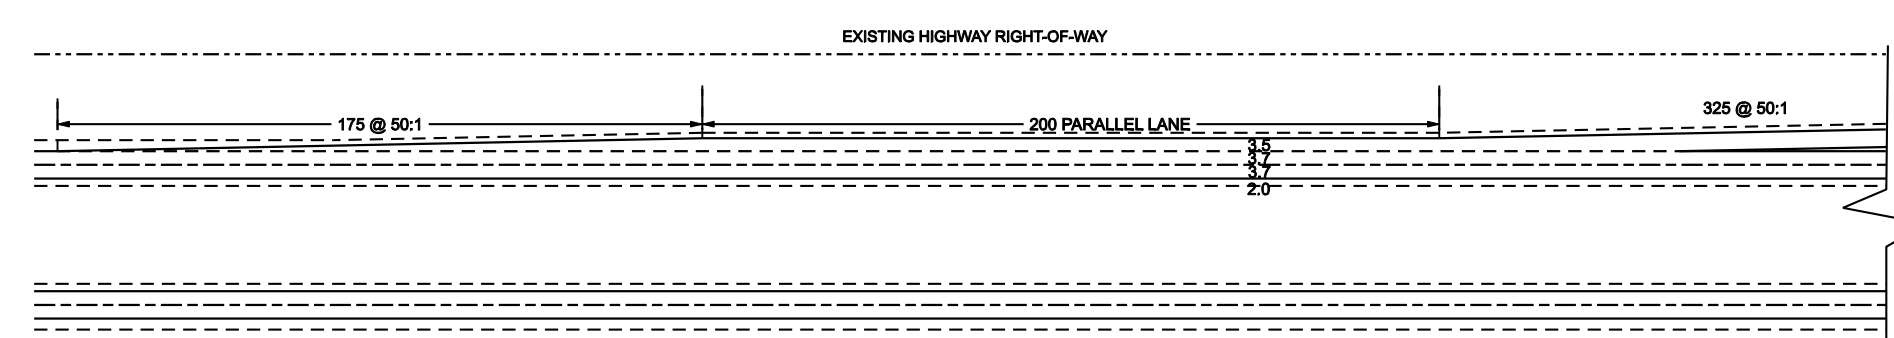 EXISTING HIGHWAY RIGHT-OF-WAY
325 @ 50:1
175 @ 50:1
200 PARALLEL LANE
3.5
3.7
3.7
2.0